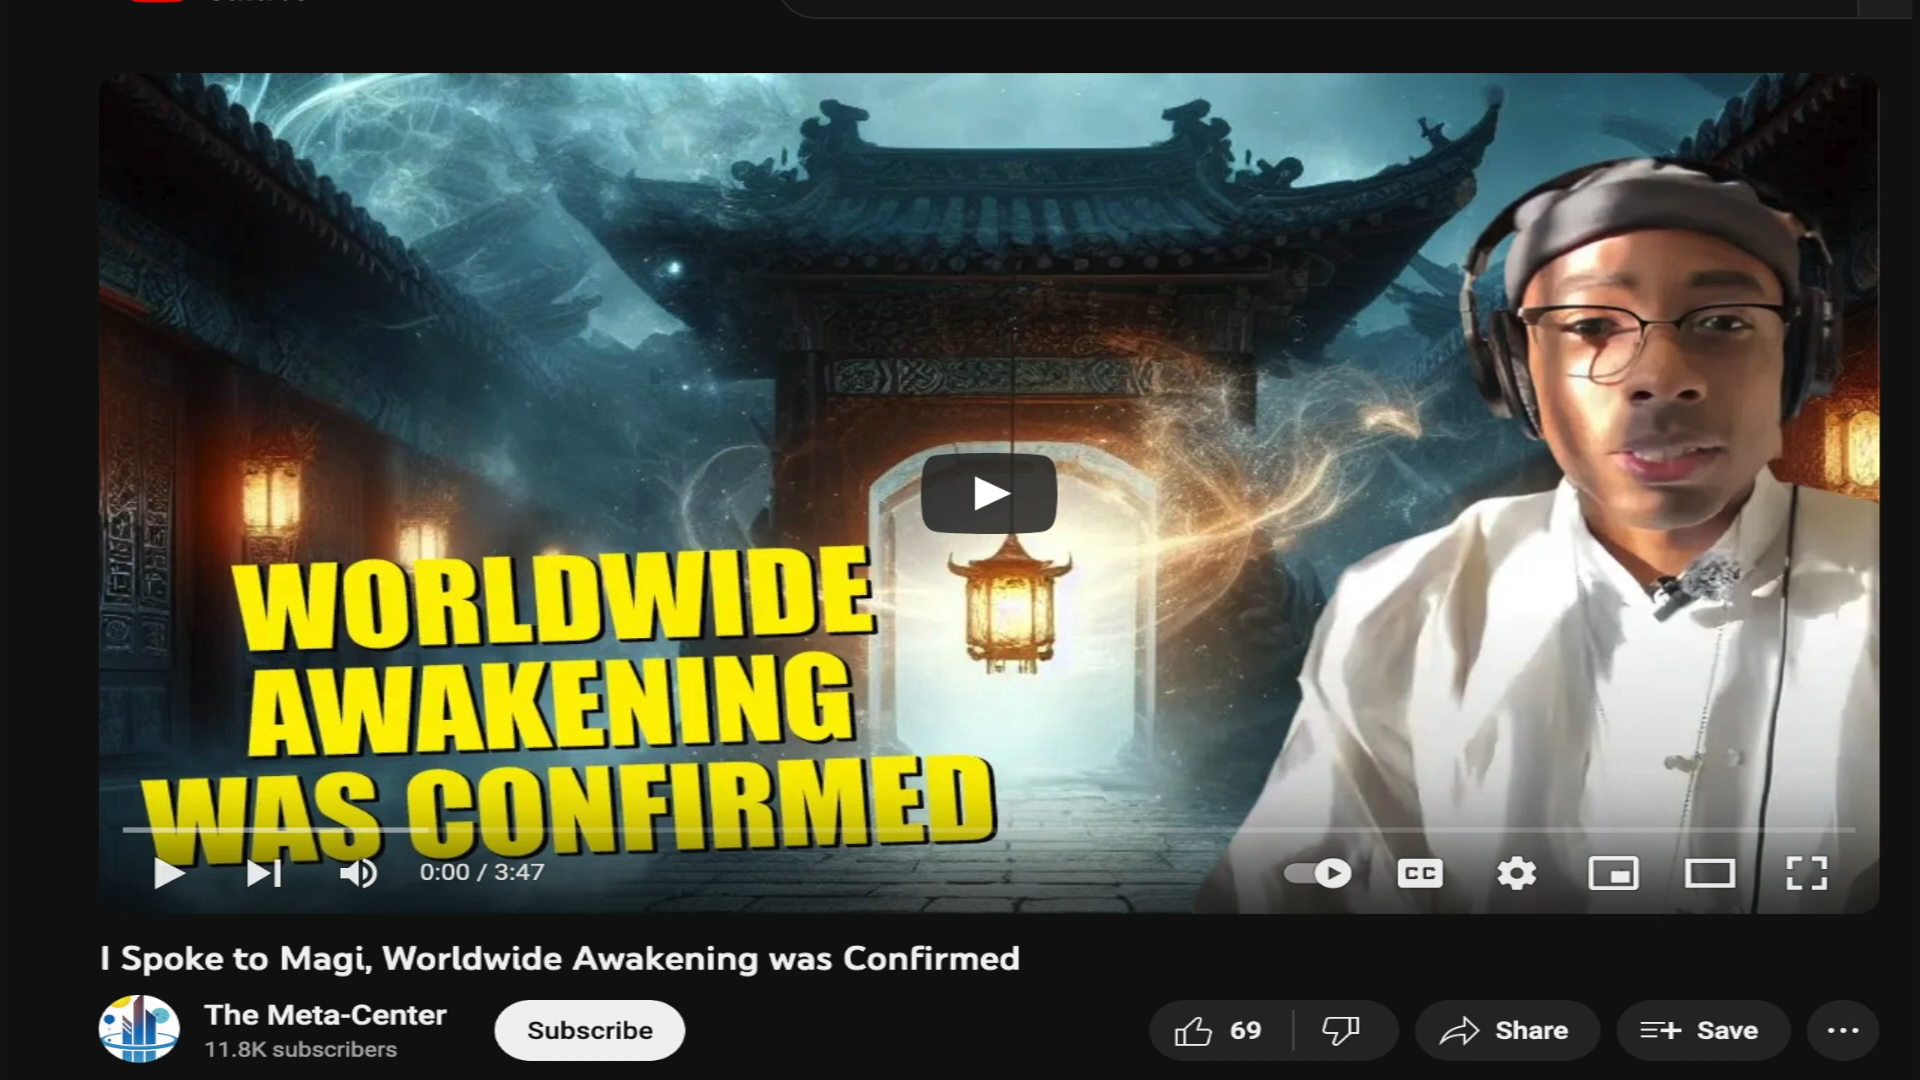 WORLDWIDE
AWAKENING
WAS CONFIRMED
0:00 / 3:47
CC
I Spoke to Magi, Worldwide Awakening was Confirmed
The Meta-Center
11.8K subscribers
Subscribe
69
Share
Save